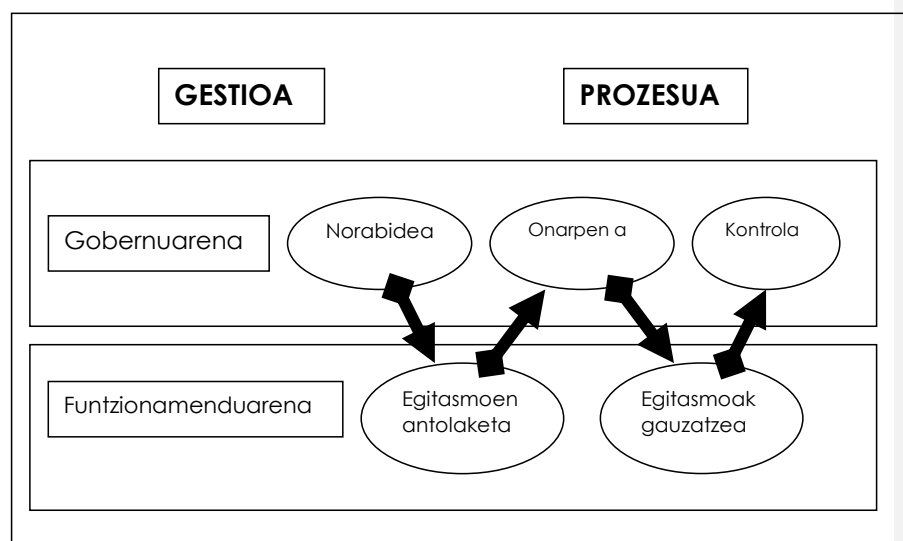 GESTIOA
PROZESUA
Gobernuarena
Norabidea
Onarpen a
Kontrola
Funtzionamenduarena
Egitasmoen
antolaketa
Egitasmoak
gauzatzea